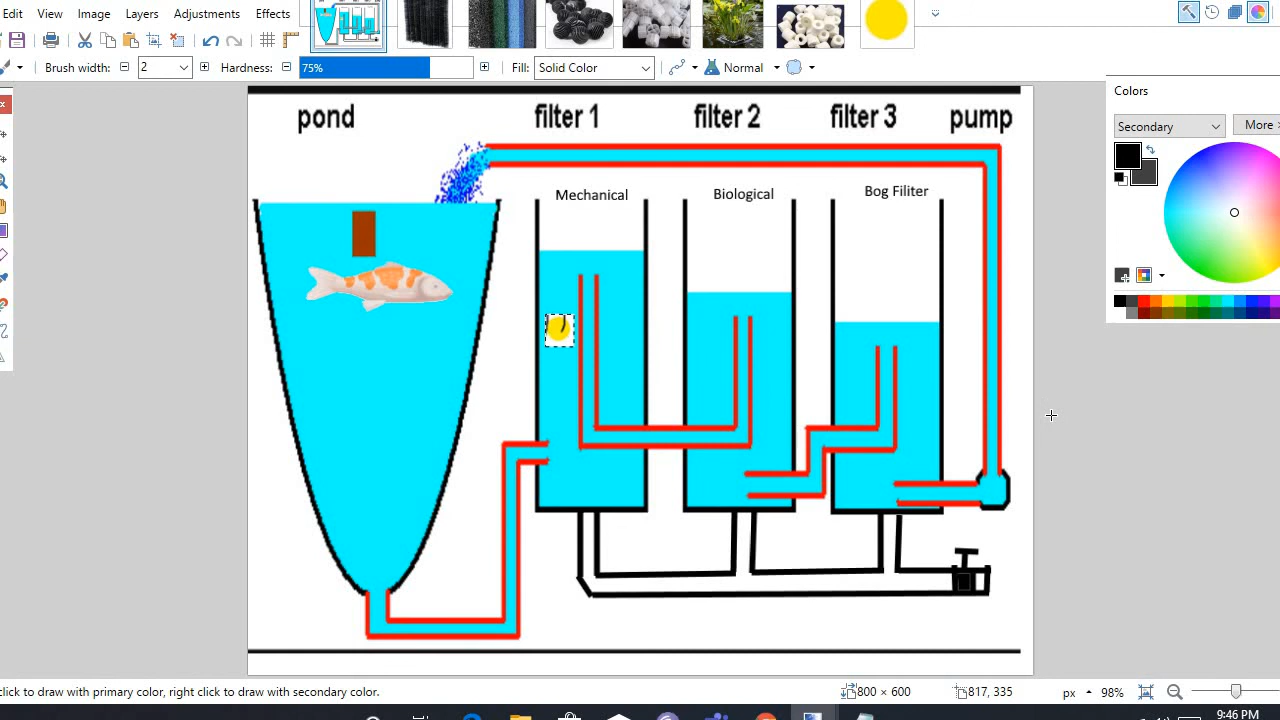 dit View Image Layers Adjustments Effects
Brush width: 2 Hardness: 75% Fill: Solid Color Normal
Colors
Secondary More
pond filter 1 filter 2 filter 3 pump
Mechanical Biological Bog Filiter
click to draw with primary color, right click to draw with secondary color.
800 × 600 817, 335 px 98%
9:46 PM